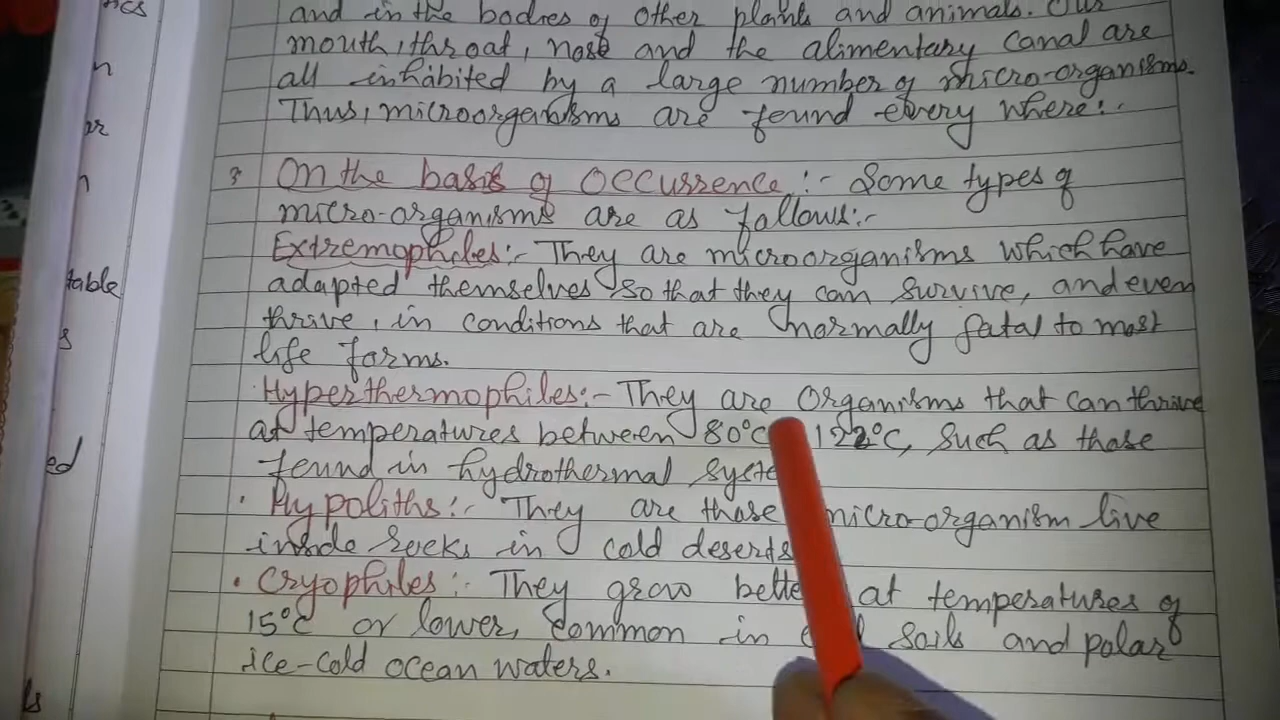 and in the bodies of other plants and animals. Our
mouth, throat, nose and the alimentary canal are
all inhabited by a large number of micro-organisms.
Thus, microorganisms are found every where.
On the basis of Occurrence :- Some types of
micro-organisms are as follows:-
Extremophiles:- They are microorganisms which have
adapted themselves so that they can survive, and even
thrive, in conditions that are normally fatal to most
life forms.
Hyperthermophiles:- They are Organisms that can thrive
at temperatures between 80°C 122°C, such as those
found in hydrothermal syste
• Hypoliths:- They are those micro-organism live
inside rocks in cold deserts
• Cryophiles:- They grow bette at temperatures of
15°C or lower, common in soils and polar
ice-cold ocean waters.
table
s
ed
ls